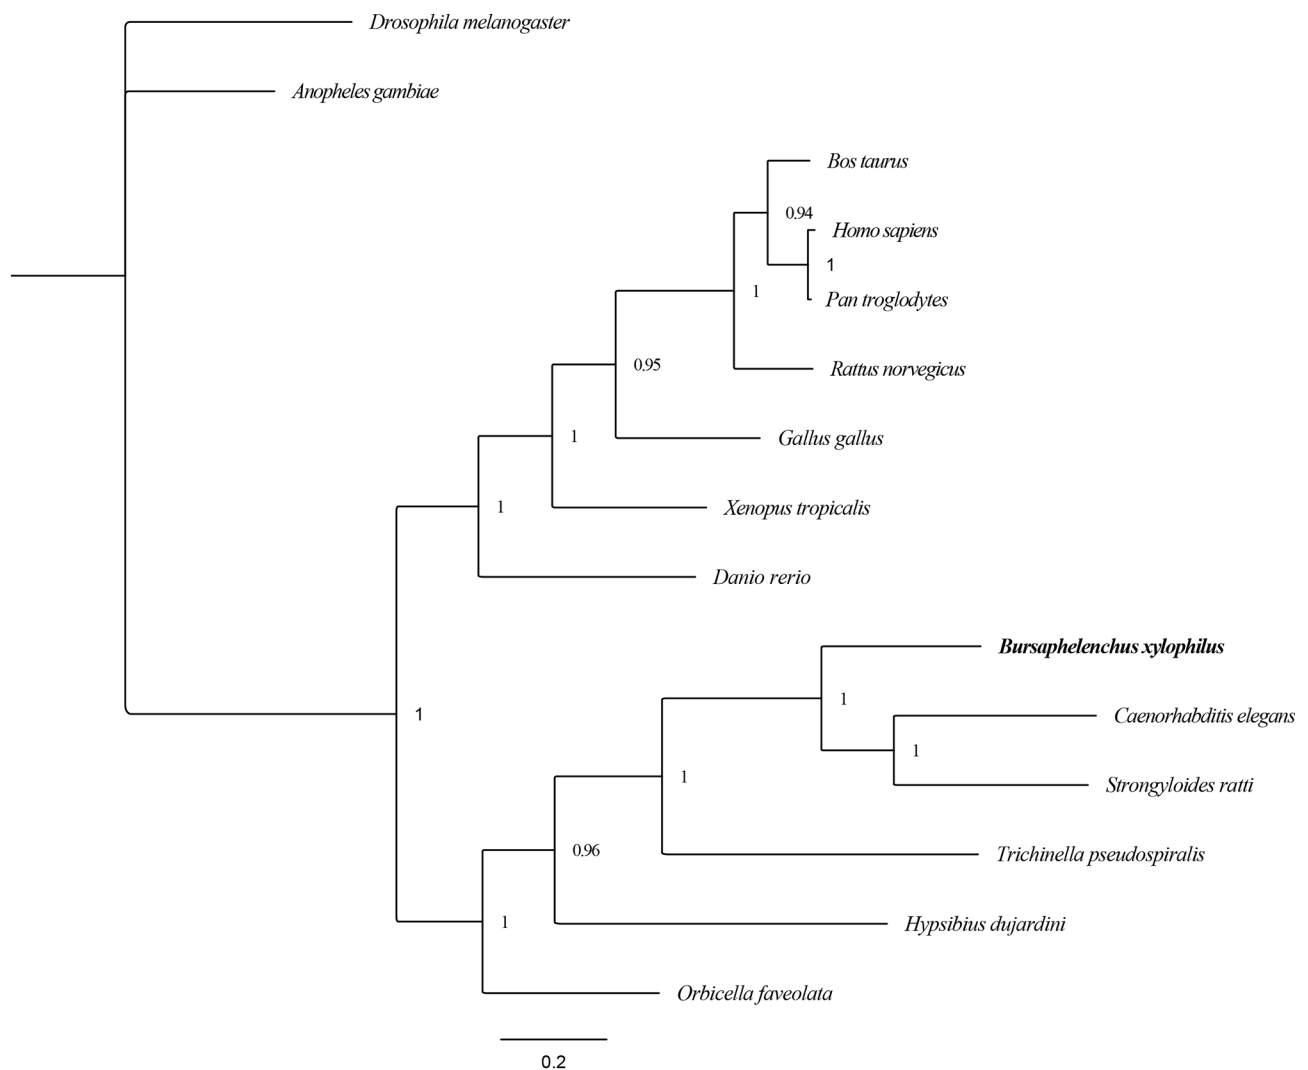 Drosophila melanogaster
Anopheles gambiae
Bos taurus
0.94
Homo sapiens
1
Pan troglodytes
1
0.95
Rattus norvegicus
1
Gallus gallus
1
Xenopus tropicalis
Danio rerio
Bursaphelenchus xylophilus
1
1
Caenorhabditis elegans
1
1
Strongyloides ratti
0.96
Trichinella pseudospiralis
1
Hypsibius dujardini
Orbicella faveolata
0.2